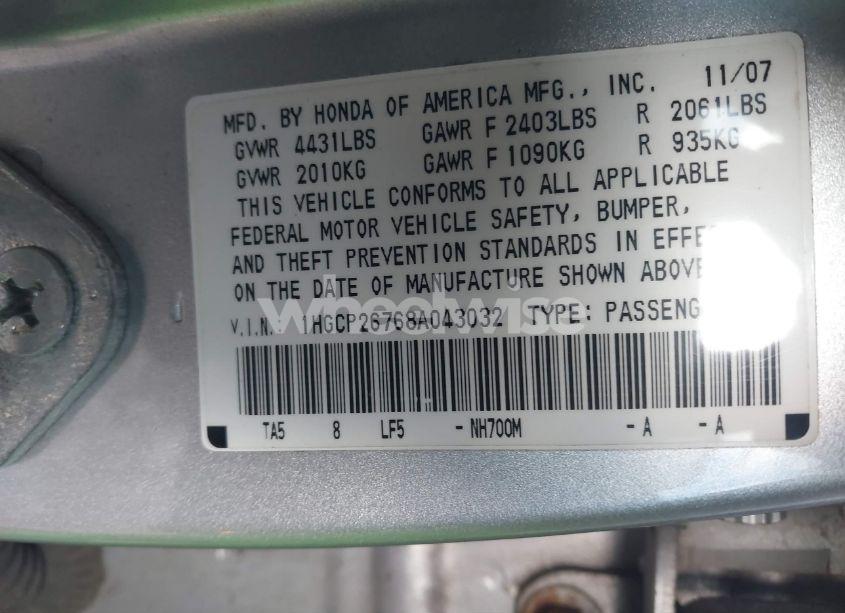 MFD. BY HONDA OF AMERICA MFG., INC. 11/07
GVWR 4431LBS GAWR F 2403LBS R 2061LBS
GVWR 2010KG GAWR F 1090KG R 935KG
THIS VEHICLE CONFORMS TO ALL APPLICABLE
FEDERAL MOTOR VEHICLE SAFETY, BUMPER,
AND THEFT PREVENTION STANDARDS IN
ON THE DATE OF MANUFACTURE SHOWN ABOVE
wheelwise
V.I.N.: 1HGCP26768A043032 TYPE:
TA5 8 LF5 - NH700M - A - A